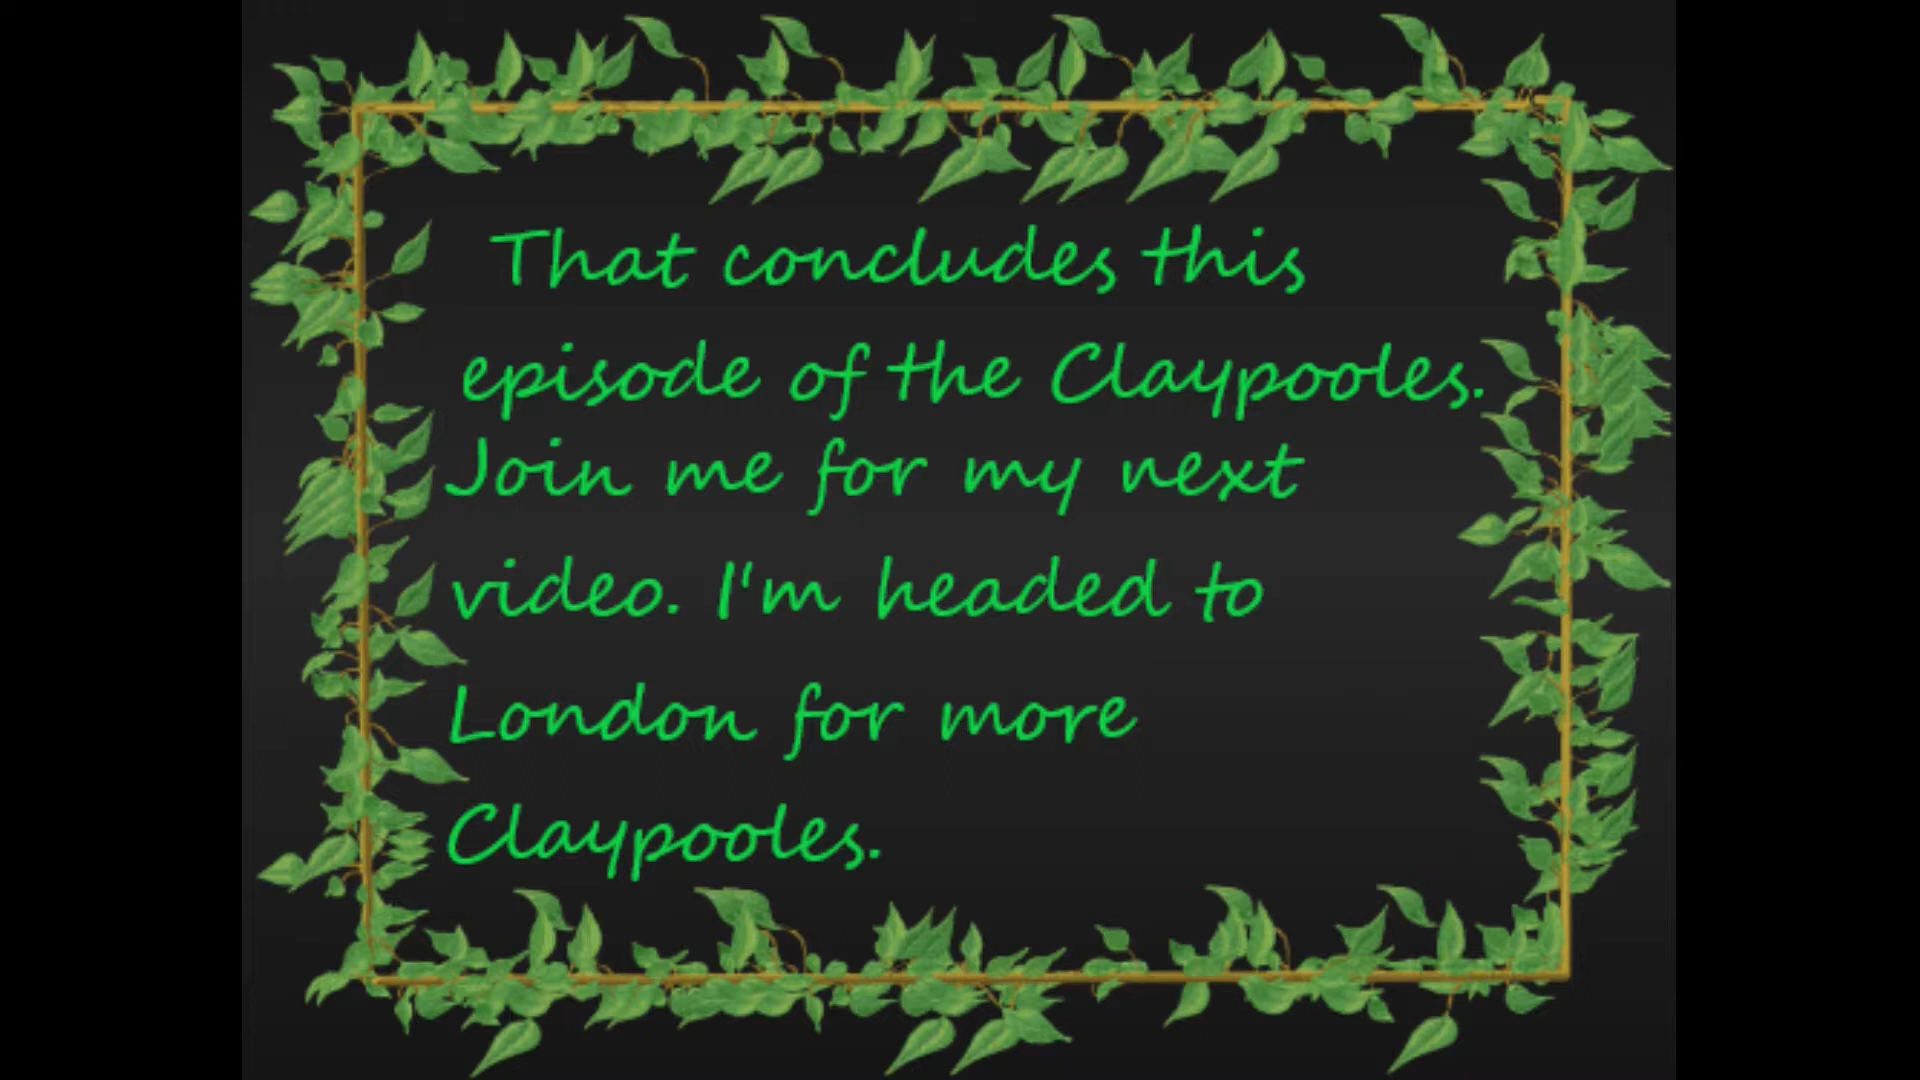 That concludes this
episode of the Claypooles.
Join me for my next
video. I'm headed to
London for more
Claypooles.